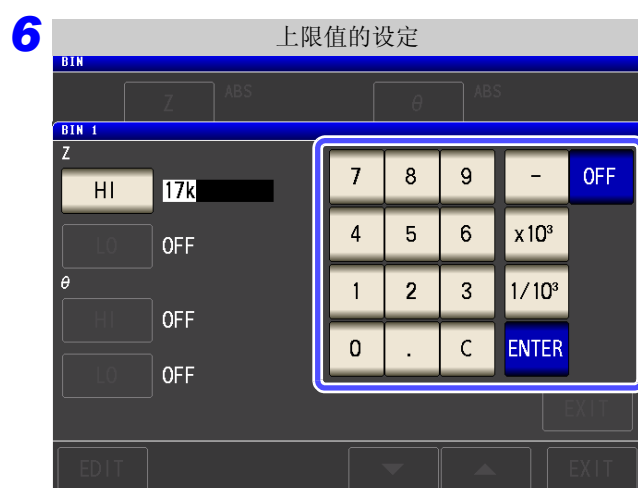 6
上限值的设定
BIN
Z ABS θ ABS
BIN 1
Z
HI 17k
LO OFF
θ
HI OFF
LO OFF
7 8 9 - OFF
4 5 6 x10³
1 2 3 1/10³
0 . C ENTER
EXIT
EDIT ▼ ▲ EXIT